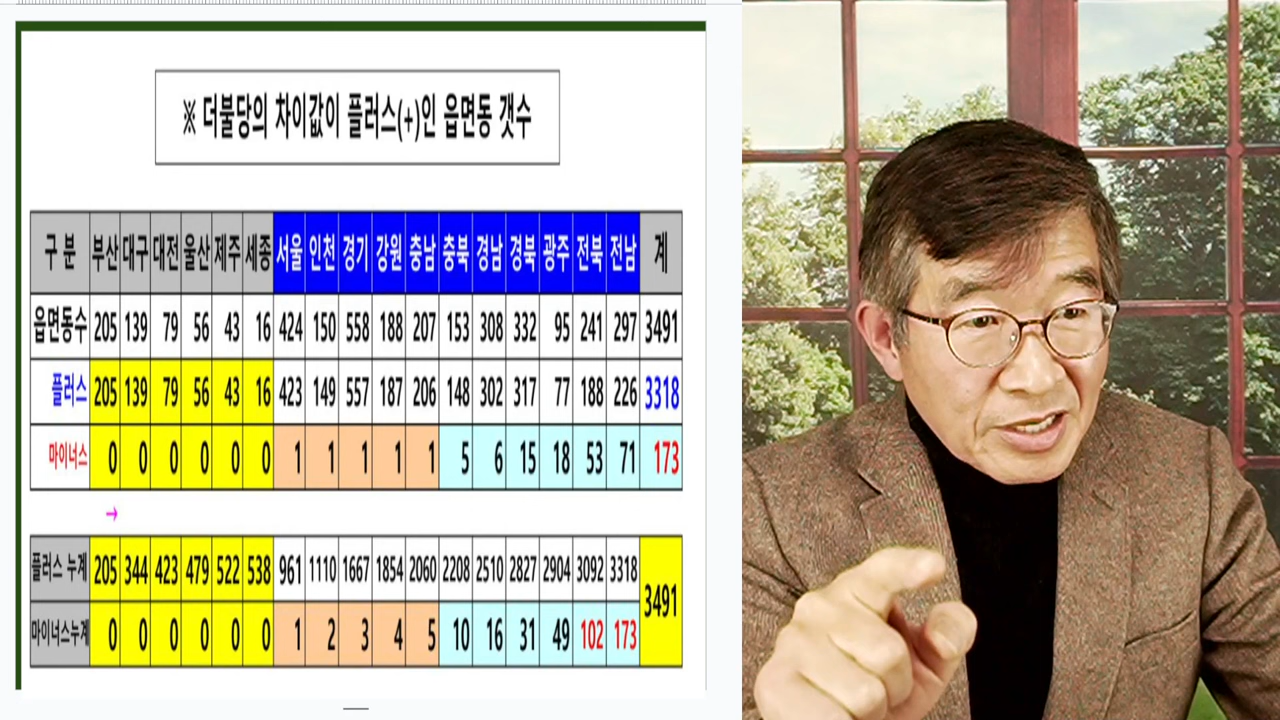 ※ 더불당의 차이값이 플러스(+)인 읍면동 갯수
구 분 부산 대구 대전 울산 제주 세종 서울 인천 경기 강원 충남 충북 경남 경북 광주 전북 전남 계
읍면동수 205 139 79 56 43 16 424 150 558 188 207 153 308 332 95 241 297 3491
플러스 205 139 79 56 43 16 423 149 557 187 206 148 302 317 77 188 226 3318
마이너스 0 0 0 0 0 0 1 1 1 1 1 5 6 15 18 53 71 173
→
플러스 누계 205 344 423 479 522 538 961 1110 1667 1854 2060 2208 2510 2827 2904 3092 3318 3491
마이너스누계 0 0 0 0 0 0 1 2 3 4 5 10 16 31 49 102 173